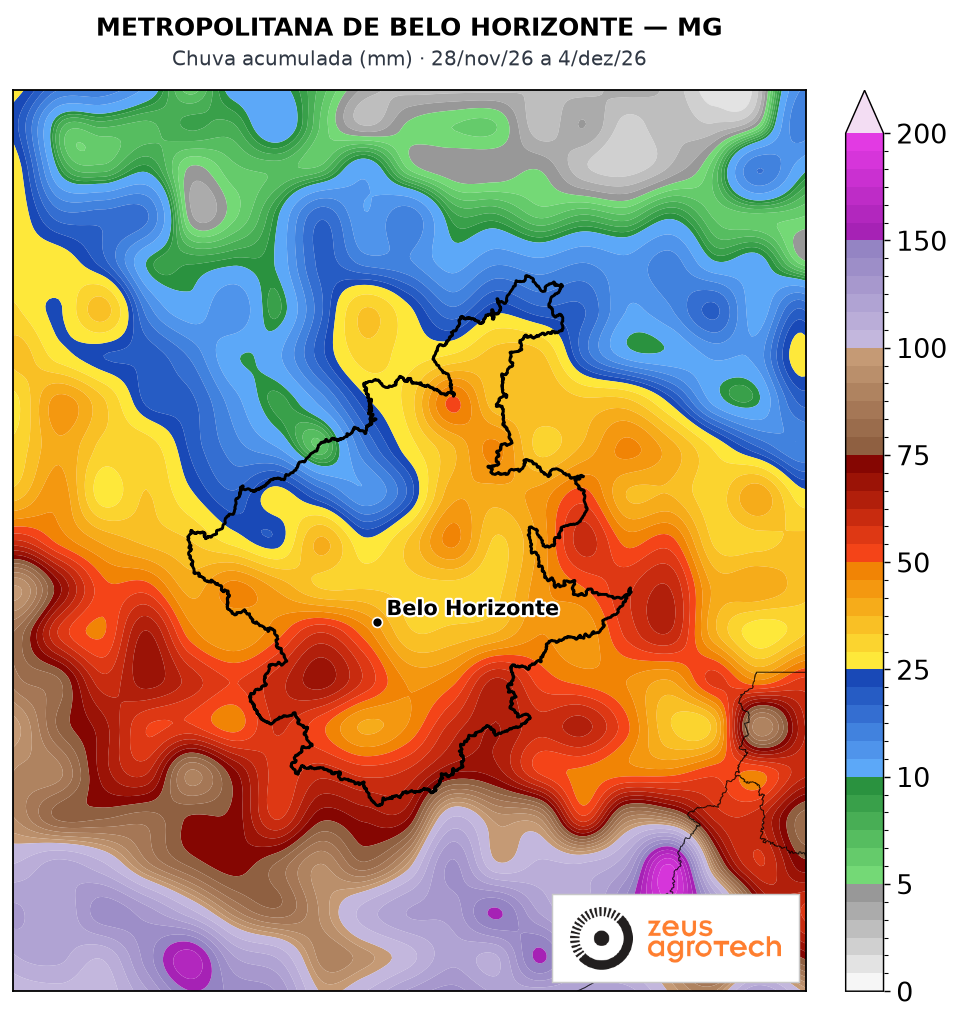 METROPOLITANA DE BELO HORIZONTE — MG
Chuva acumulada (mm) · 28/nov/26 a 4/dez/26
200
150
100
75
50
25
10
5
0
Belo Horizonte
zeus
agrotech